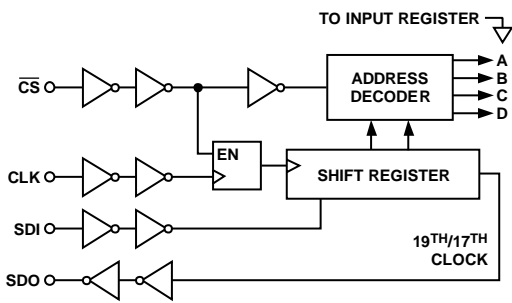 TO INPUT REGISTER
A
B
C
D
ADDRESS
DECODER
CS
EN
CLK
SHIFT REGISTER
SDI
19TH/17TH
CLOCK
SDO